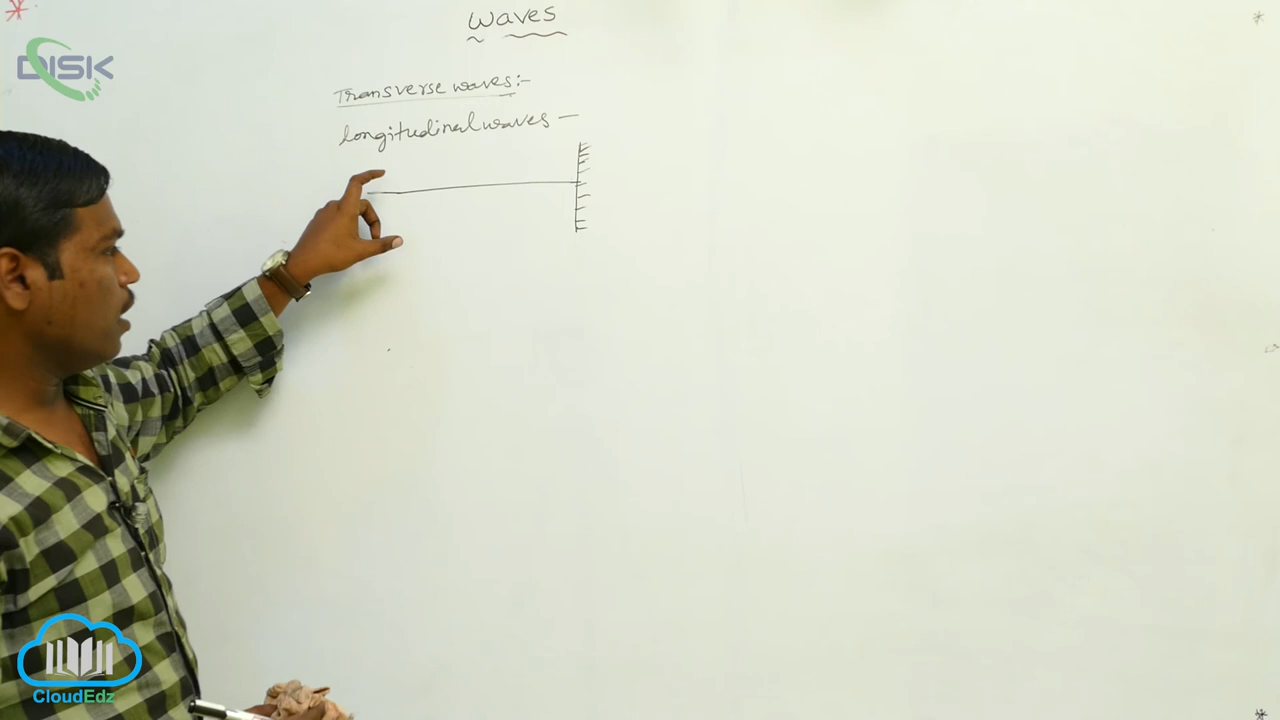 Waves
DISK
Transverse waves:-
longitudinal waves -
CloudEdz